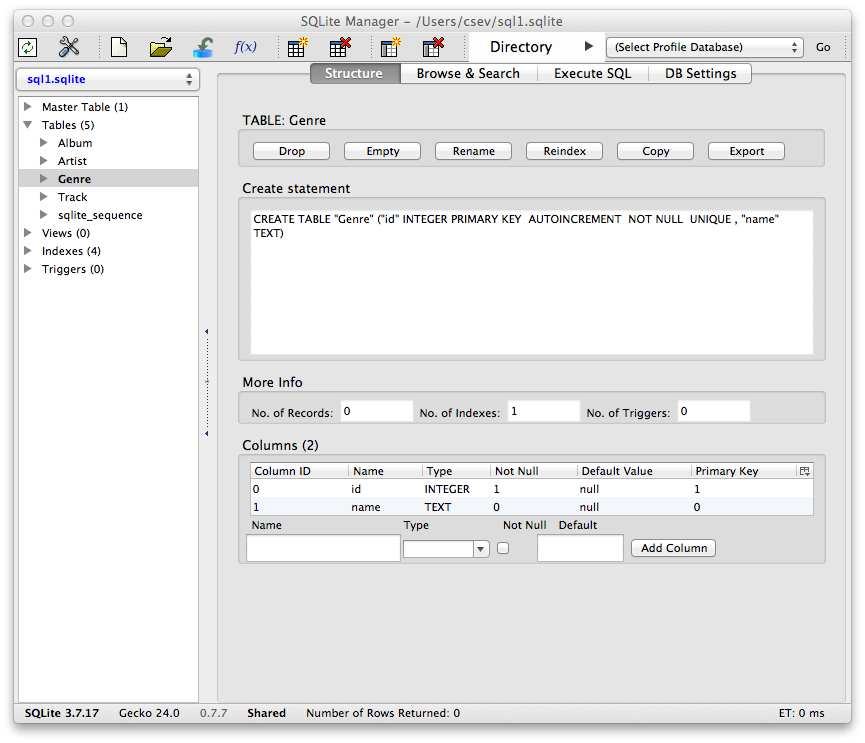 SQLite Manager - /Users/csev/sql1.sqlite
f(x)
Directory
(Select Profile Database)
Go
sql1.sqlite
Structure
Browse & Search
Execute SQL
DB Settings
Master Table (1)
Tables (5)
Album
Artist
Genre
Track
sqlite_sequence
Views (0)
Indexes (4)
Triggers (0)
TABLE: Genre
Drop
Empty
Rename
Reindex
Copy
Export
Create statement
CREATE TABLE "Genre" ("id" INTEGER PRIMARY KEY  AUTOINCREMENT  NOT NULL  UNIQUE , "name"
TEXT)
More Info
No. of Records: 0 No. of Indexes: 1 No. of Triggers: 0
Columns (2)
Column ID Name Type Not Null Default Value Primary Key
0 id INTEGER 1 null 1
1 name TEXT 0 null 0
Name Type Not Null Default
Add Column
SQLite 3.7.17 Gecko 24.0 0.7.7 Shared Number of Rows Returned: 0 ET: 0 ms